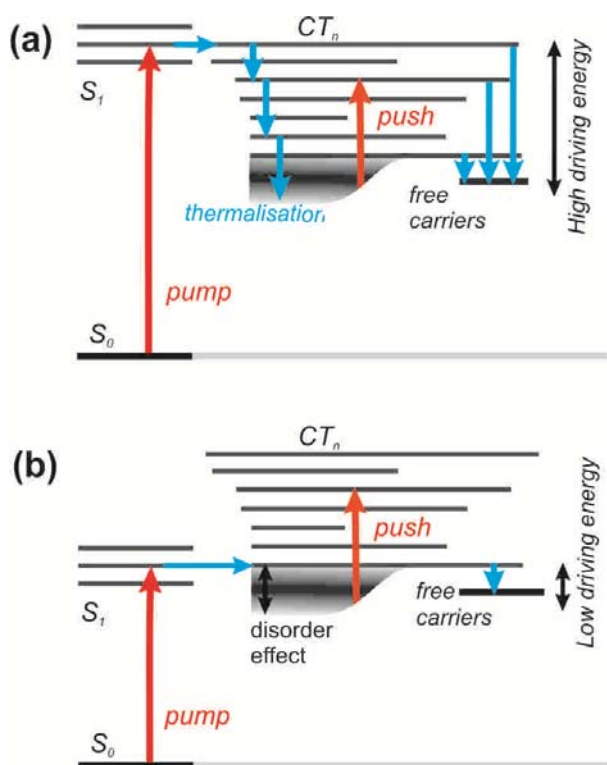 (a)
CTₙ
S₁
push
High driving energy
thermalisation
free
carriers
pump
S₀
(b)
CTₙ
push
Low driving energy
S₁
free
carriers
disorder
effect
pump
S₀